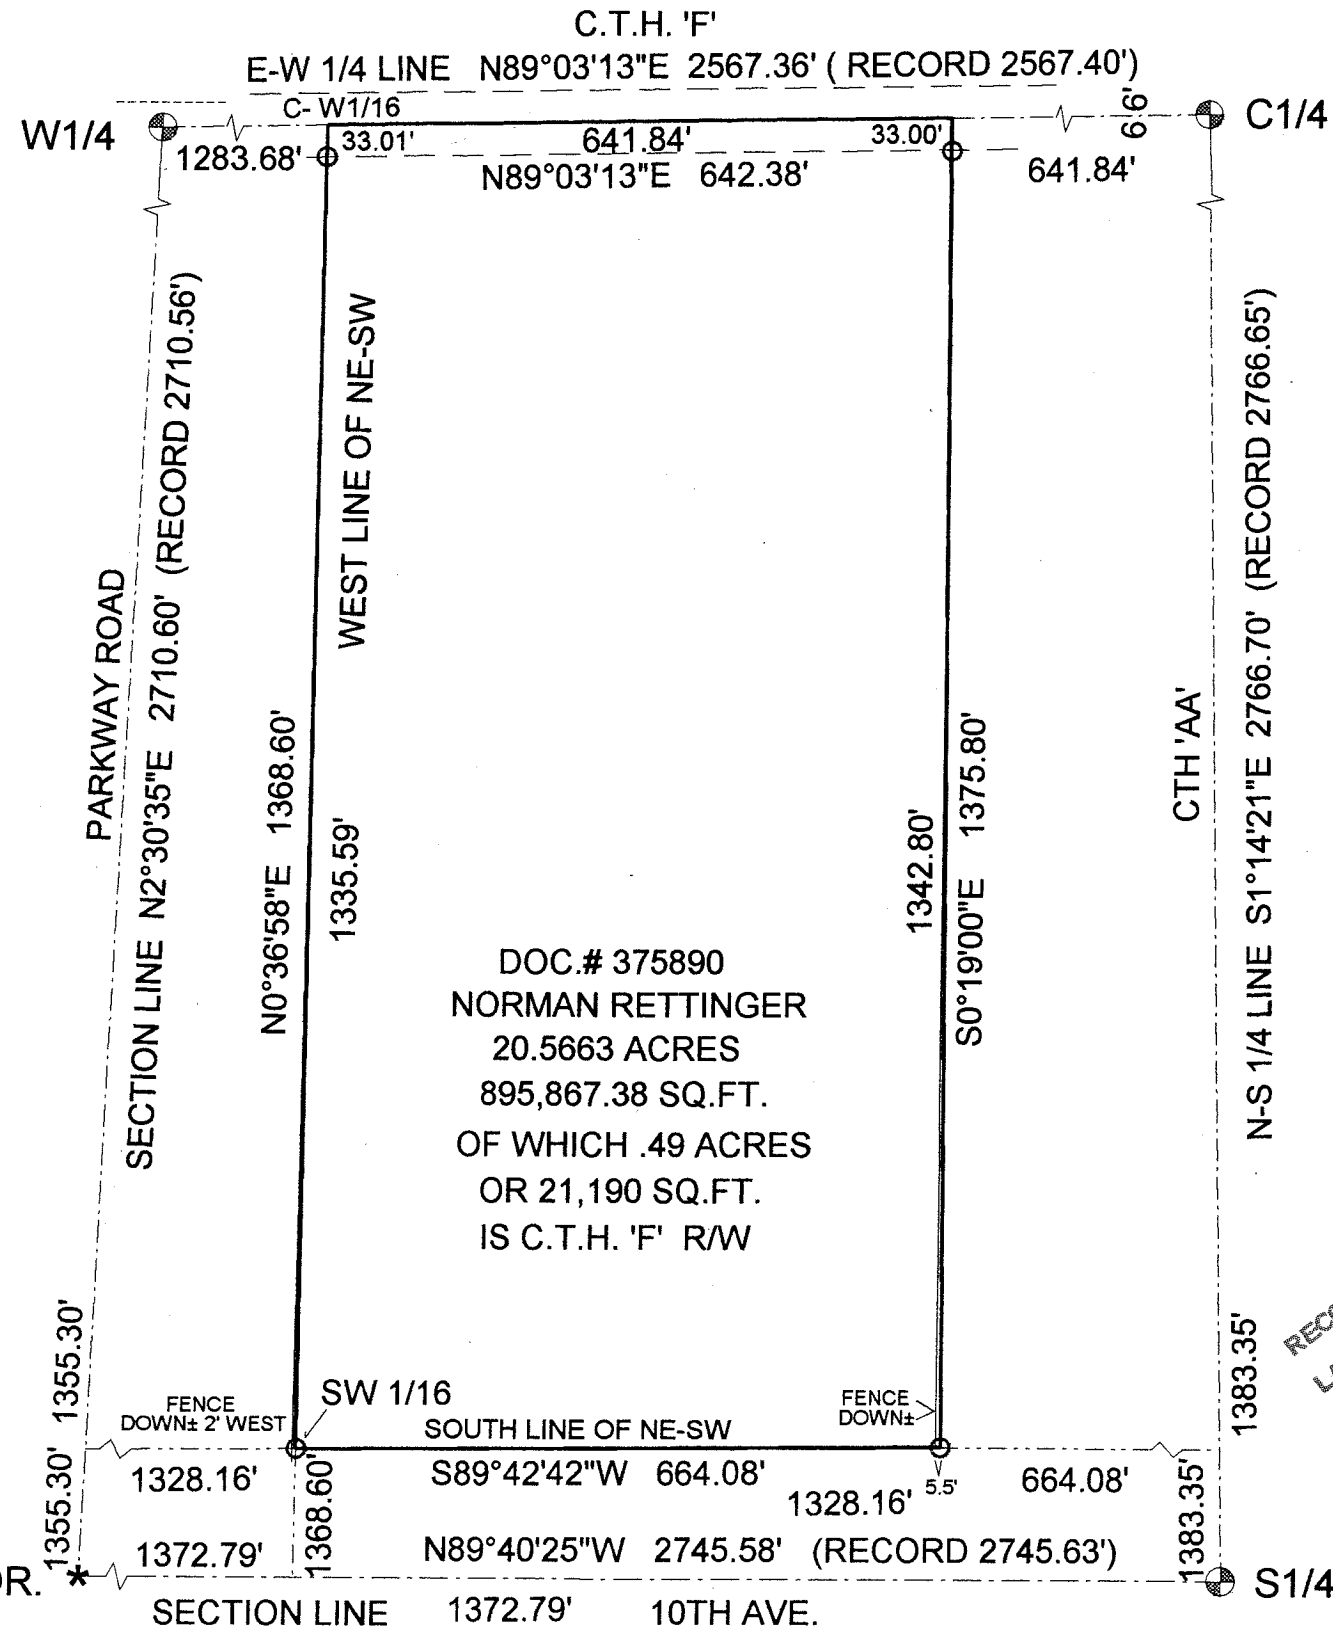 C.T.H. 'F'
E-W 1/4 LINE N89°03'13"E 2567.36' ( RECORD 2567.40')
C- W1/16
66'
W1/4
C1/4
33.01'
641.84'
33.00'
1283.68'
N89°03'13"E 642.38'
641.84'
PARKWAY ROAD
SECTION LINE N2°30'35"E 2710.60' (RECORD 2710.56')
WEST LINE OF NE-SW
N0°36'58"E 1368.60'
1335.59'
1342.80'
S0°19'00"E 1375.80'
CTH 'AA'
N-S 1/4 LINE S1°14'21"E 2766.70' (RECORD 2766.65')
DOC.# 375890
NORMAN RETTINGER
20.5663 ACRES
895,867.38 SQ.FT.
OF WHICH .49 ACRES
OR 21,190 SQ.FT.
IS C.T.H. 'F' R/W
1355.30'
1383.35'
FENCE
DOWN± 2' WEST
SW 1/16
FENCE
DOWN±
SOUTH LINE OF NE-SW
1328.16'
S89°42'42"W 664.08'
664.08'
1328.16'
5.5'
1355.30'
1368.60'
1383.35'
1372.79'
N89°40'25"W 2745.58' (RECORD 2745.63')
S1/4
SECTION LINE 1372.79' 10TH AVE.